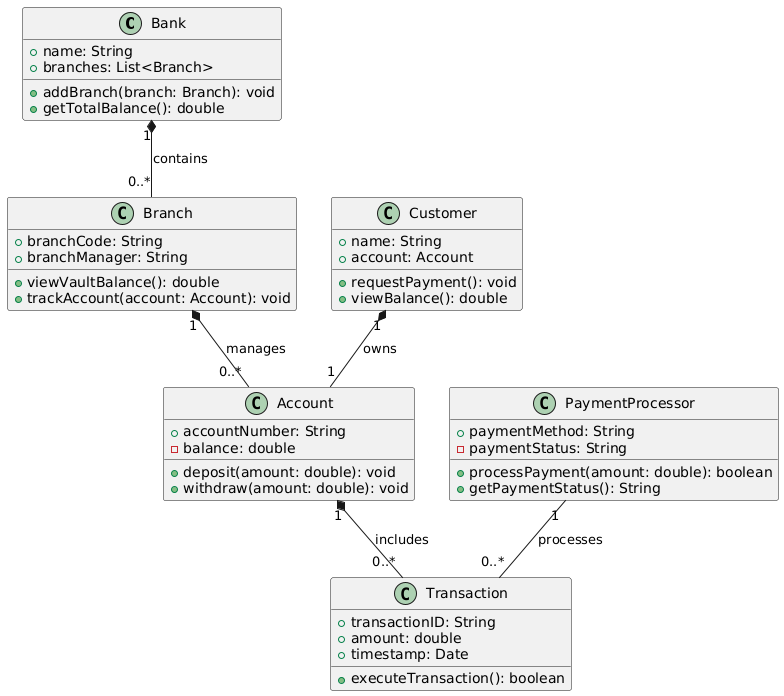 C Bank
name: String
branches: List<Branch>
addBranch(branch: Branch): void
getTotalBalance(): double
1
contains
0..*
C Branch
branchCode: String
branchManager: String
viewVaultBalance(): double
trackAccount(account: Account): void
C Customer
name: String
account: Account
requestPayment(): void
viewBalance(): double
1
manages
0..*
1
owns
1
C Account
accountNumber: String
balance: double
deposit(amount: double): void
withdraw(amount: double): void
C PaymentProcessor
paymentMethod: String
paymentStatus: String
processPayment(amount: double): boolean
getPaymentStatus(): String
1
includes
0..*
1
processes
0..*
C Transaction
transactionID: String
amount: double
timestamp: Date
executeTransaction(): boolean